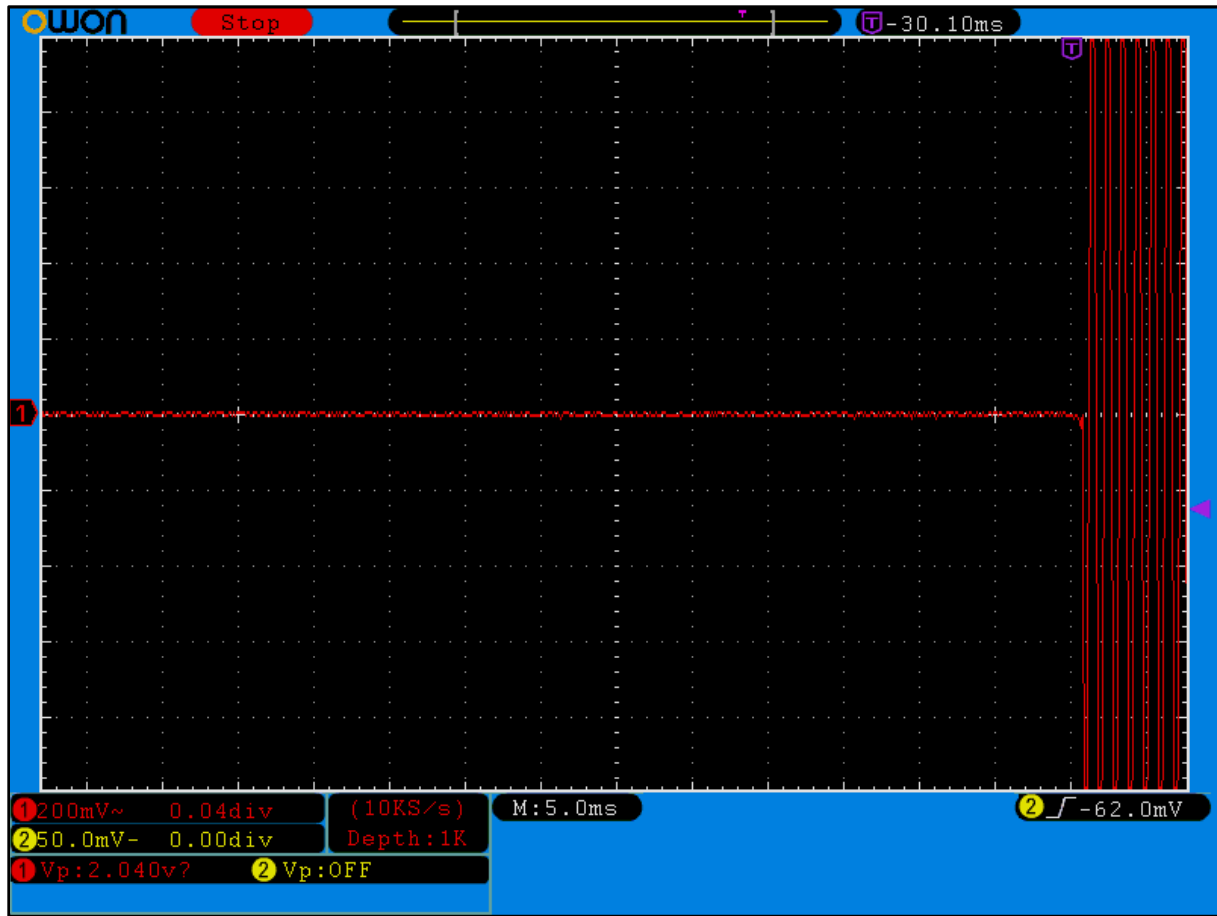 owon Stop T -30.10ms
T
1
1 200mV~ 0.04div (10KS/s) M:5.0ms 2 -62.0mV
2 50.0mV- 0.00div Depth:1K
1 Vp:2.040v? 2 Vp:OFF